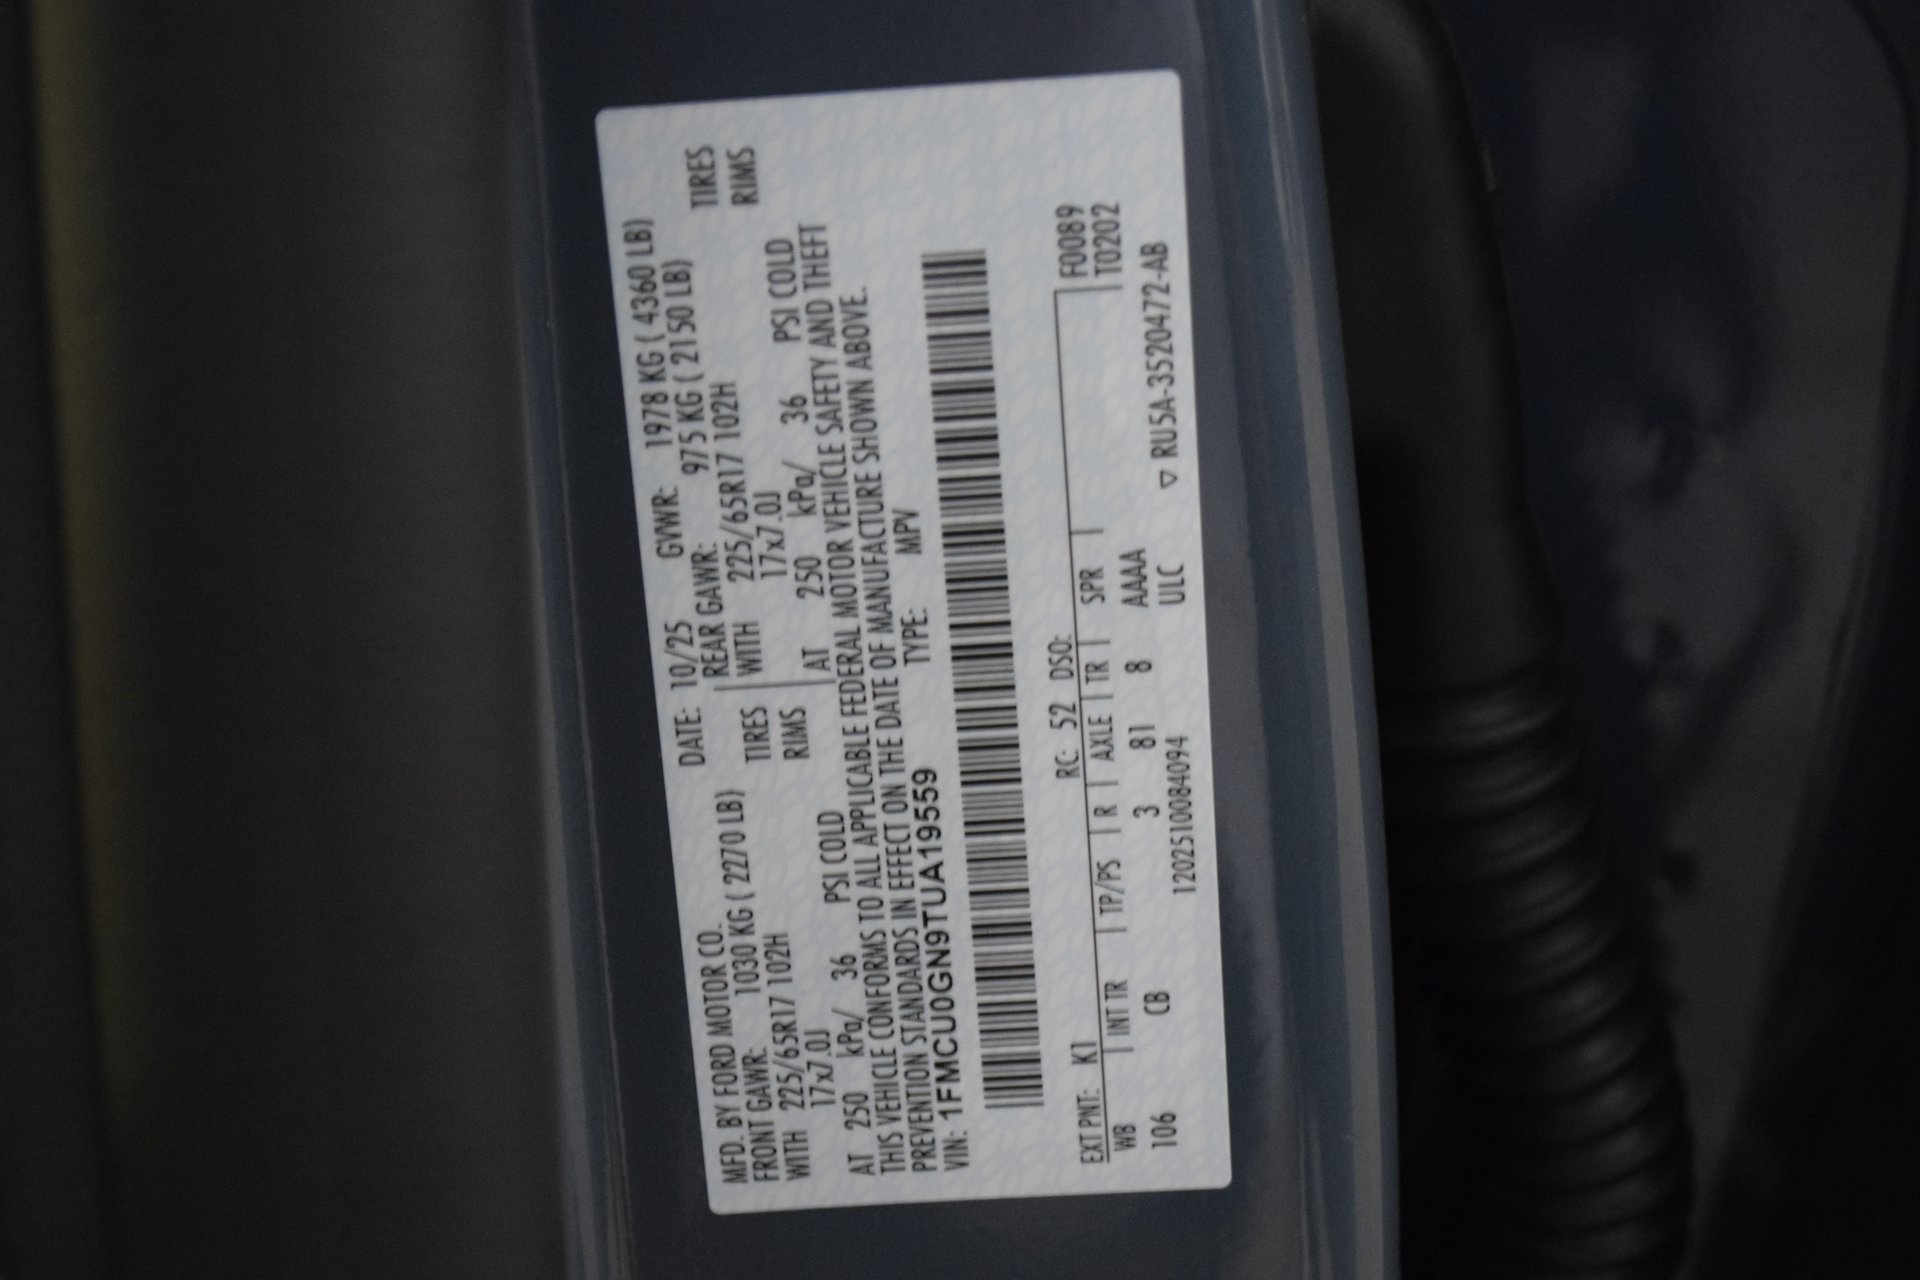 MFD. BY FORD MOTOR CO. DATE: 10/25 GVWR: 1978 KG ( 4360 LB)
FRONT GAWR: 1030 KG ( 2270 LB) REAR GAWR: 975 KG ( 2150 LB)
WITH 225/65R17 102H TIRES WITH 225/65R17 102H TIRES
17x7.0J RIMS 17x7.0J RIMS
AT 250 kPa/ 36 PSI COLD AT 250 kPa/ 36 PSI COLD
THIS VEHICLE CONFORMS TO ALL APPLICABLE FEDERAL MOTOR VEHICLE SAFETY AND THEFT
PREVENTION STANDARDS IN EFFECT ON THE DATE OF MANUFACTURE SHOWN ABOVE.
VIN: 1FMCU0GN9TUA19559 TYPE: MPV
EXT PNT: K1 RC: 52 DSO: F0089
WB | INT TR | TP/PS | R | AXLE | TR | SPR | T0202
106 CB 3 81 8 AAAA
1202510084094 ULC ▽ RU5A-3520472-AB